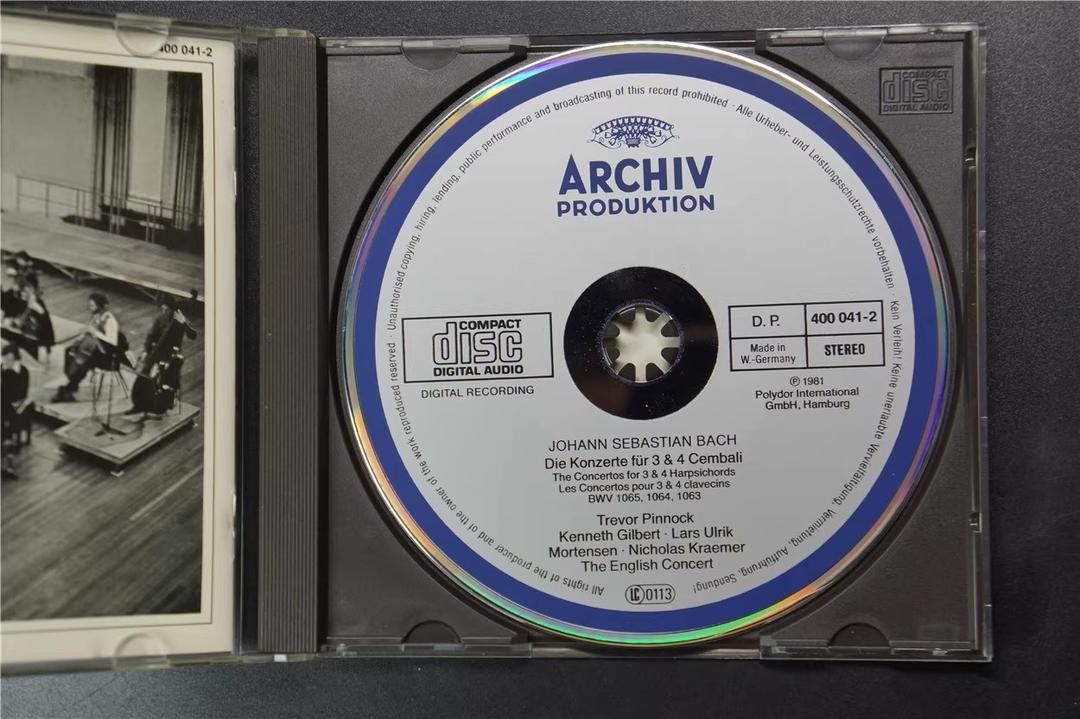 400 041-2
COMPACT
disc
DIGITAL AUDIO
Unauthorised copying, hiring, lending, public performance and broadcasting of this record prohibited · Alle Urheber- und Leistungsschutzrechte vorbehalten · Kein Verleih! Keine unerlaubte Vervielfältigung, Vermietung, Aufführung, Sendung!
All rights of the producer and of the owner of the work reproduced reserved
ARCHIV
PRODUKTION
COMPACT
disc
DIGITAL AUDIO
DIGITAL RECORDING
D. P.
400 041-2
Made in
W.-Germany
STEREO
℗ 1981
Polydor International
GmbH, Hamburg
JOHANN SEBASTIAN BACH
Die Konzerte für 3 & 4 Cembali
The Concertos for 3 & 4 Harpsichords
Les Concertos pour 3 & 4 clavecins
BWV 1065, 1064, 1063
Trevor Pinnock
Kenneth Gilbert · Lars Ulrik
Mortensen · Nicholas Kraemer
The English Concert
LC 0113